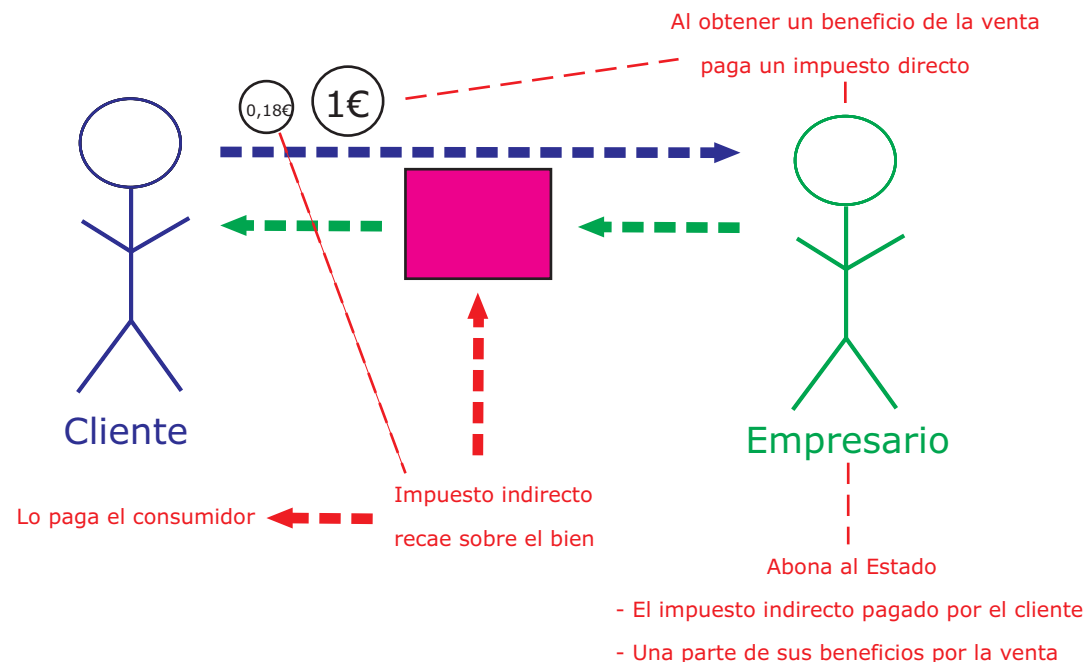 Al obtener un beneficio de la venta
paga un impuesto directo
0,18€
1€
Cliente
Empresario
Impuesto indirecto
recae sobre el bien
Lo paga el consumidor
Abona al Estado
- El impuesto indirecto pagado por el cliente
- Una parte de sus beneficios por la venta